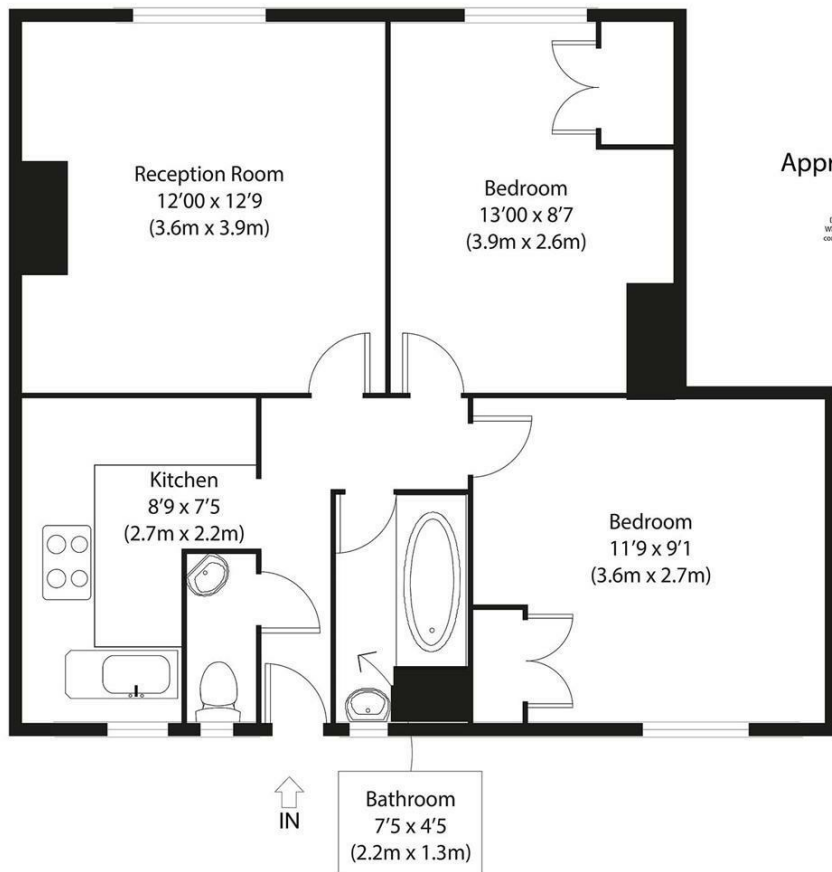 Reception Room
12'00 x 12'9
(3.6m x 3.9m)
Bedroom
13'00 x 8'7
(3.9m x 2.6m)
Kitchen
8'9 x 7'5
(2.7m x 2.2m)
Bedroom
11'9 x 9'1
(3.6m x 2.7m)
IN
Bathroom
7'5 x 4'5
(2.2m x 1.3m)